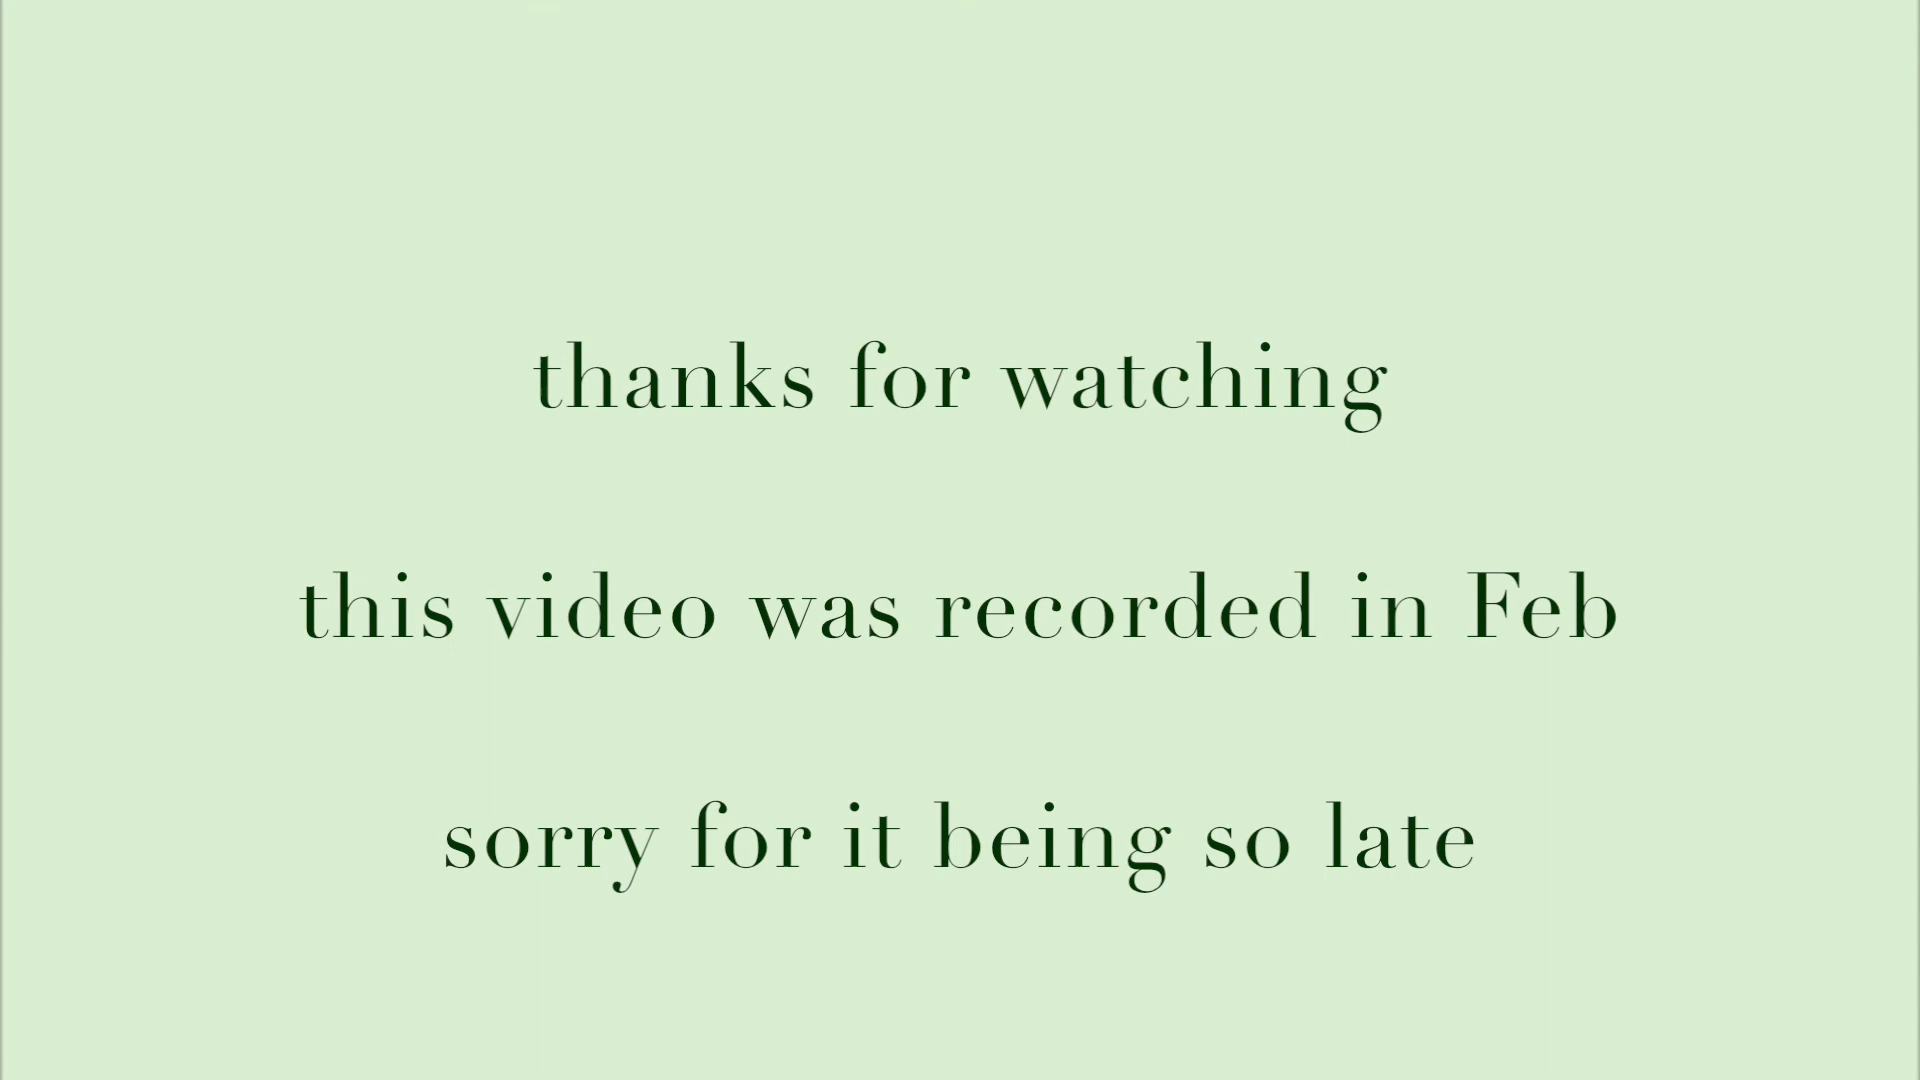 thanks for watching
this video was recorded in Feb
sorry for it being so late